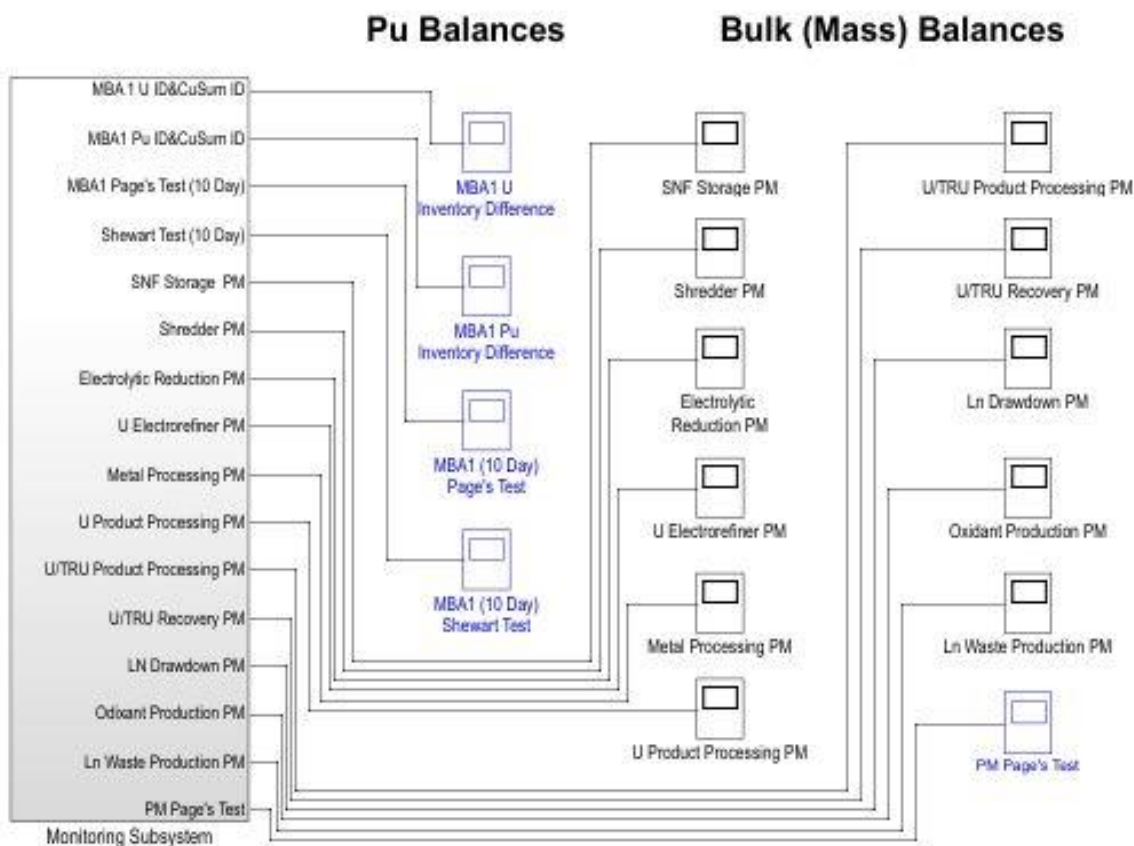 Pu Balances
Bulk (Mass) Balances
MBA1 U ID&CuSum ID
MBA1 Pu ID&CuSum ID
MBA1 Page's Test (10 Day)
Shewart Test (10 Day)
SNF Storage PM
Shredder PM
Electrolytic Reduction PM
U Electrorefiner PM
Metal Processing PM
U Product Processing PM
U/TRU Product Processing PM
U/TRU Recovery PM
LN Drawdown PM
Odixant Production PM
Ln Waste Production PM
PM Page's Test
Monitoring Subsystem
MBA1 U
Inventory Difference
MBA1 Pu
Inventory Difference
MBA1 (10 Day)
Page's Test
MBA1 (10 Day)
Shewart Test
SNF Storage PM
Shredder PM
Electrolytic
Reduction PM
U Electrorefiner PM
Metal Processing PM
U Product Processing PM
U/TRU Product Processing PM
U/TRU Recovery PM
Ln Drawdown PM
Oxidant Production PM
Ln Waste Production PM
PM Page's Test